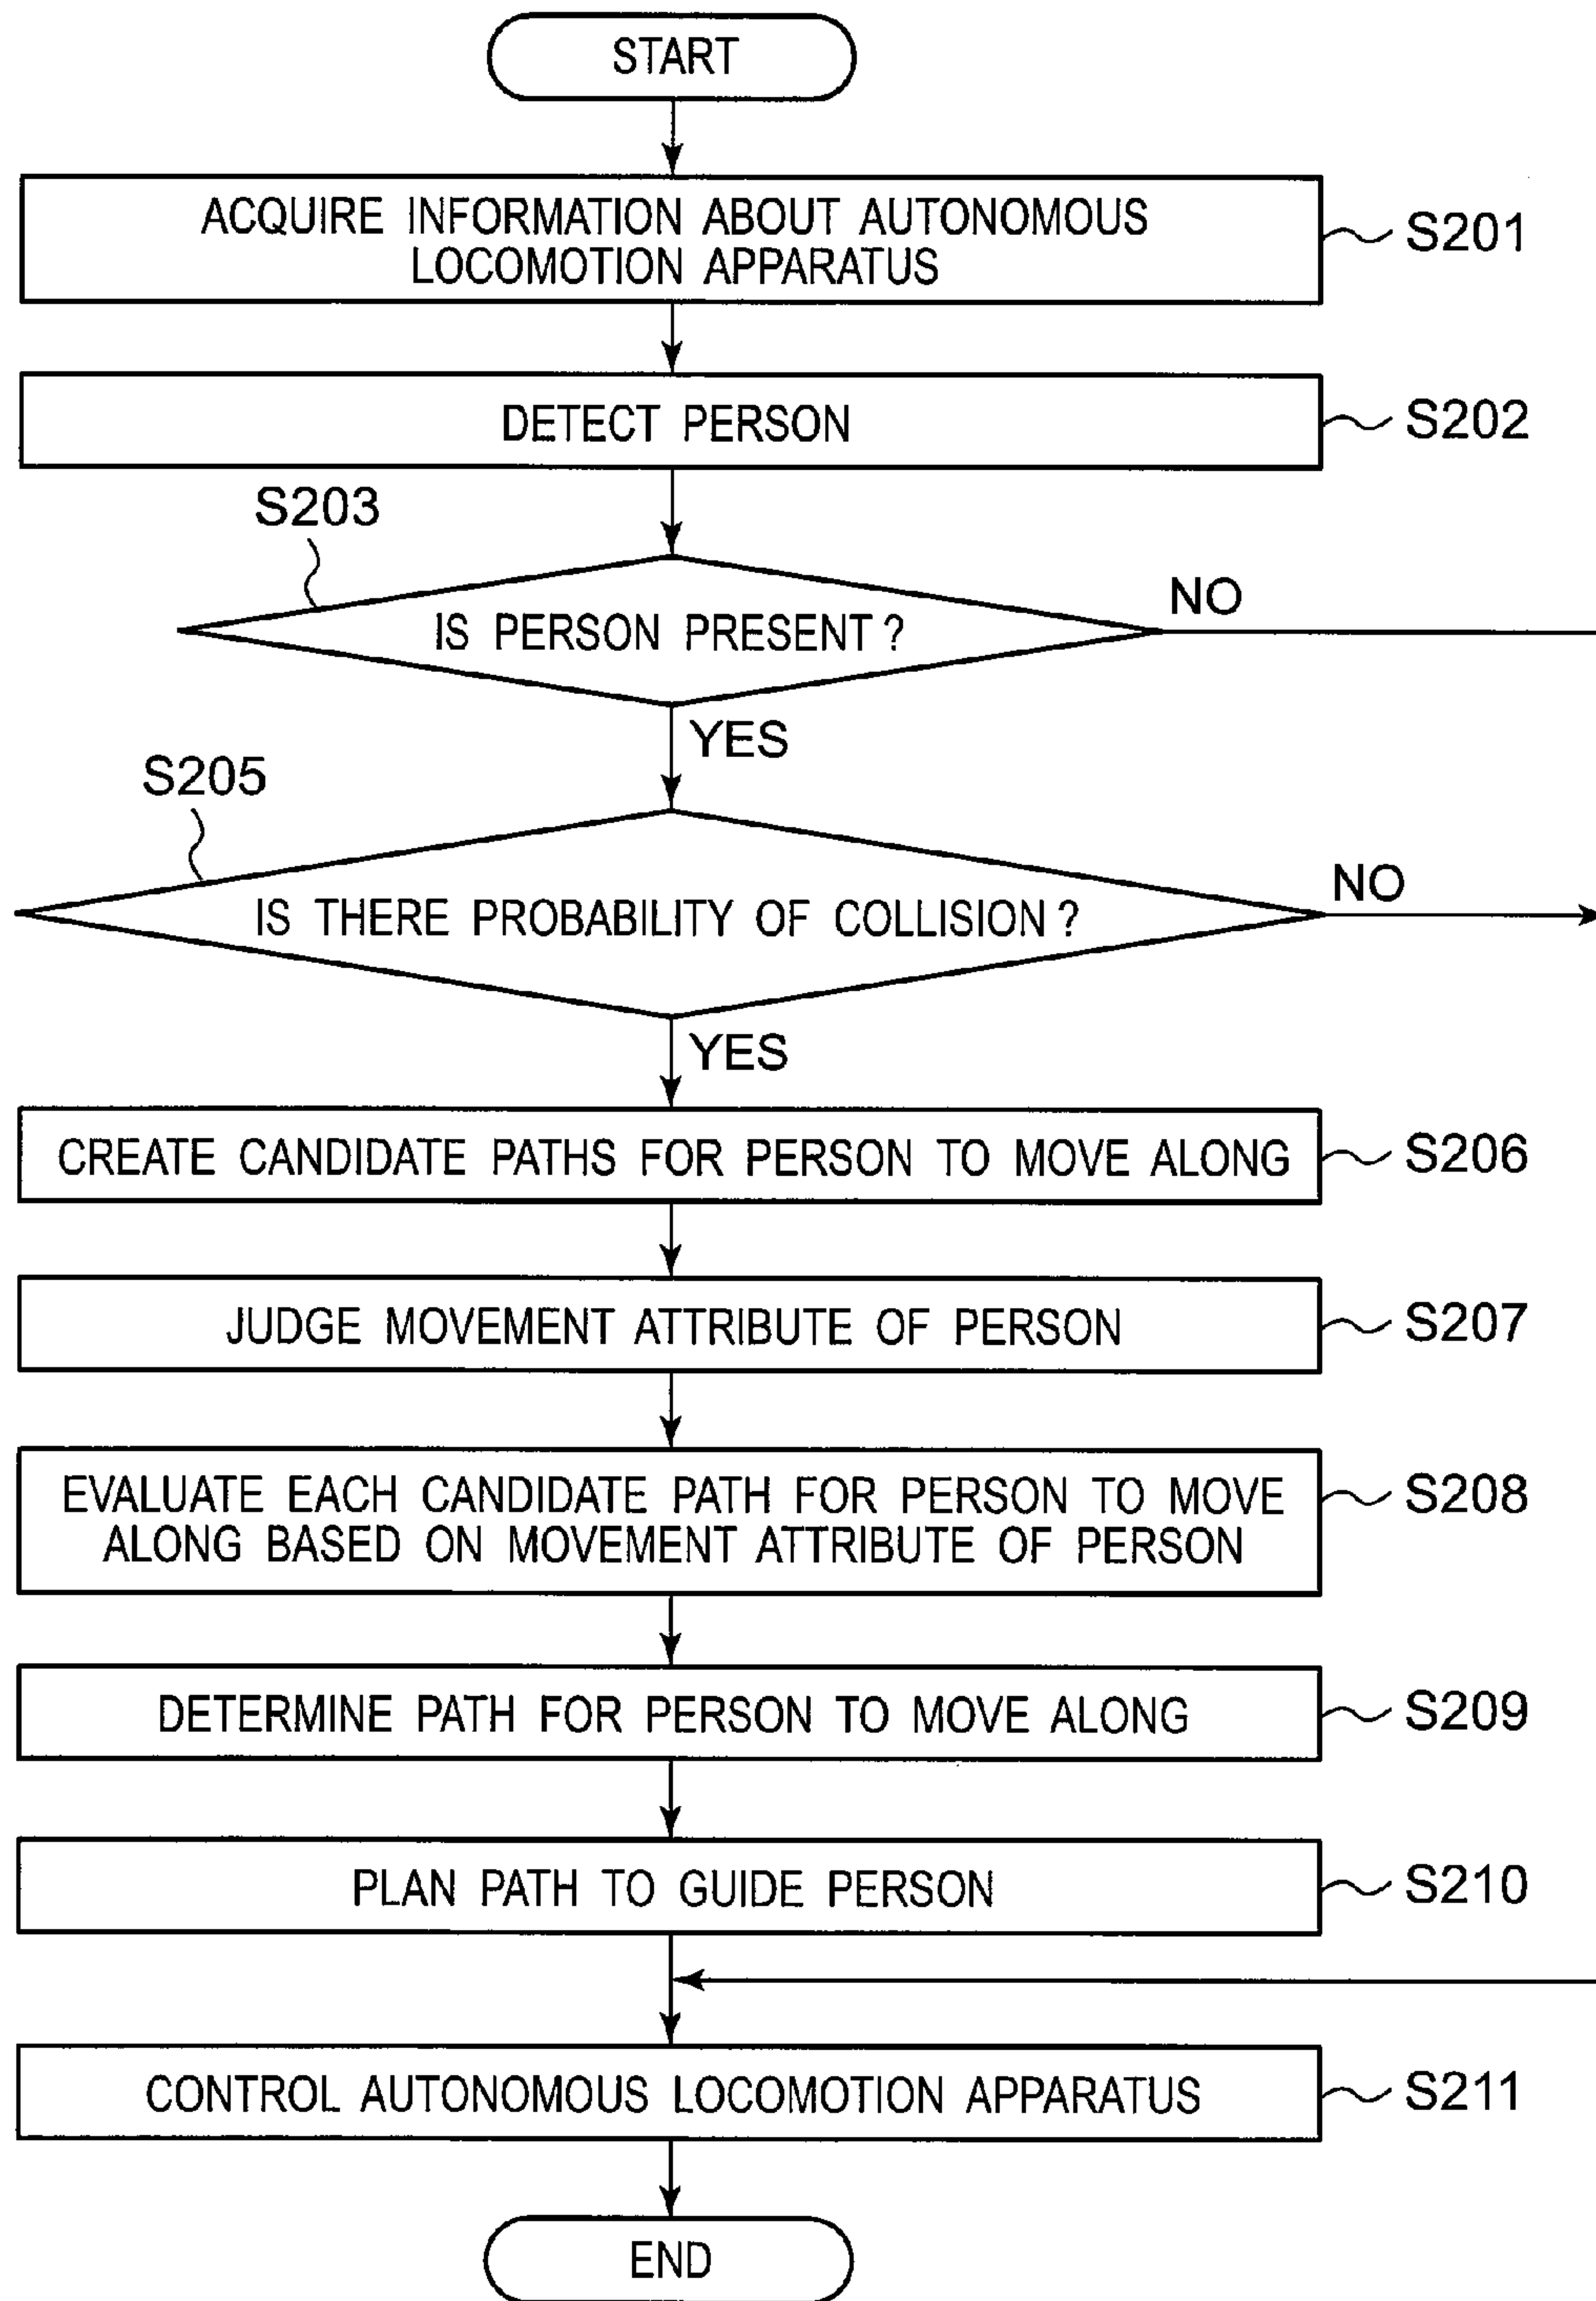 START
ACQUIRE INFORMATION ABOUT AUTONOMOUS
LOCOMOTION APPARATUS
S201
DETECT PERSON
S202
S203
IS PERSON PRESENT?
NO
YES
S205
IS THERE PROBABILITY OF COLLISION?
NO
YES
CREATE CANDIDATE PATHS FOR PERSON TO MOVE ALONG
S206
JUDGE MOVEMENT ATTRIBUTE OF PERSON
S207
EVALUATE EACH CANDIDATE PATH FOR PERSON TO MOVE
ALONG BASED ON MOVEMENT ATTRIBUTE OF PERSON
S208
DETERMINE PATH FOR PERSON TO MOVE ALONG
S209
PLAN PATH TO GUIDE PERSON
S210
CONTROL AUTONOMOUS LOCOMOTION APPARATUS
S211
END